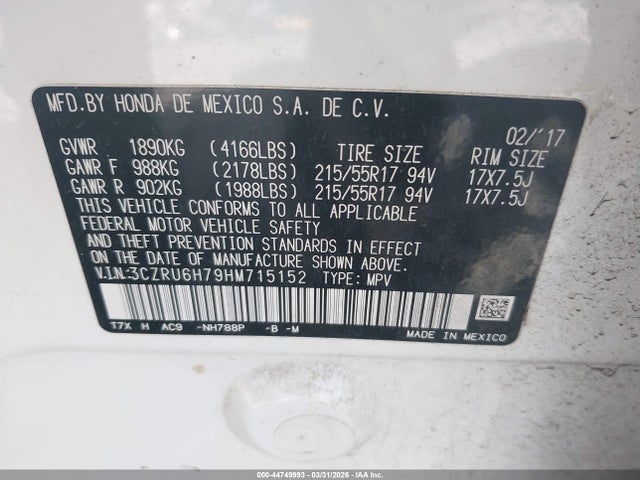 MFD.BY HONDA DE MEXICO S.A. DE C.V.
02/'17
GVWR 1890KG (4166LBS) TIRE SIZE RIM SIZE
GAWR F 988KG (2178LBS) 215/55R17 94V 17X7.5J
GAWR R 902KG (1988LBS) 215/55R17 94V 17X7.5J
THIS VEHICLE CONFORMS TO ALL APPLICABLE
FEDERAL MOTOR VEHICLE SAFETY
AND THEFT PREVENTION STANDARDS IN EFFECT
ON THE DATE OF MANUFACTURE SHOWN ABOVE.
V.I.N:3CZRU6H79HM715152 TYPE: MPV
T7X H AC9 -NH788P -B -M
MADE IN MEXICO
000-44749993 - 03/31/2026 - Copyright IAA, Inc.